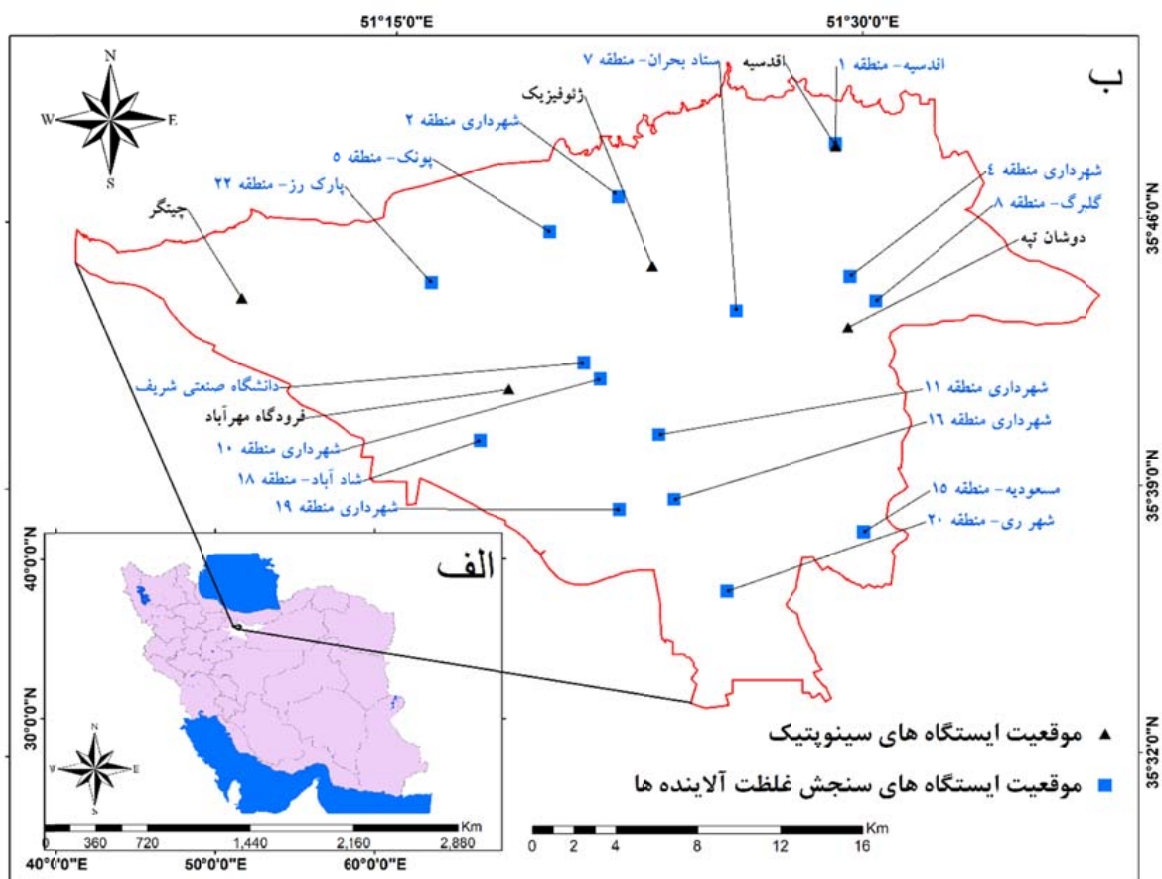 51°15'0"E
51°30'0"E
ب
N
W
E
S
ستاد بحران- منطقه ۷
اقدسیه
اقدسیه- منطقه ۱
ژئوفیزیک
شهرداری منطقه ۲
پونک- منطقه ۵
پارک رز- منطقه ۲۲
چیتگر
شهرداری منطقه ۴
گلبرگ- منطقه ۸
دوشان تپه
35°46'0"N
دانشگاه صنعتی شریف
فرودگاه مهرآباد
شهرداری منطقه ۱۰
شاد آباد- منطقه ۱۸
شهرداری منطقه ۱۹
شهرداری منطقه ۱۱
شهرداری منطقه ۱۶
مسعودیه- منطقه ۱۵
شهر ری- منطقه ۲۰
35°39'0"N
35°32'0"N
الف
40°0'0"N
30°0'0"N
N
E
S
Km
0 360 720 1,440 2,160 2,880
40°0'0"E
50°0'0"E
60°0'0"E
موقعیت ایستگاه های سینوپتیک
موقعیت ایستگاه های سنجش غلظت آلاینده ها
Km
0 2 4 8 12 16